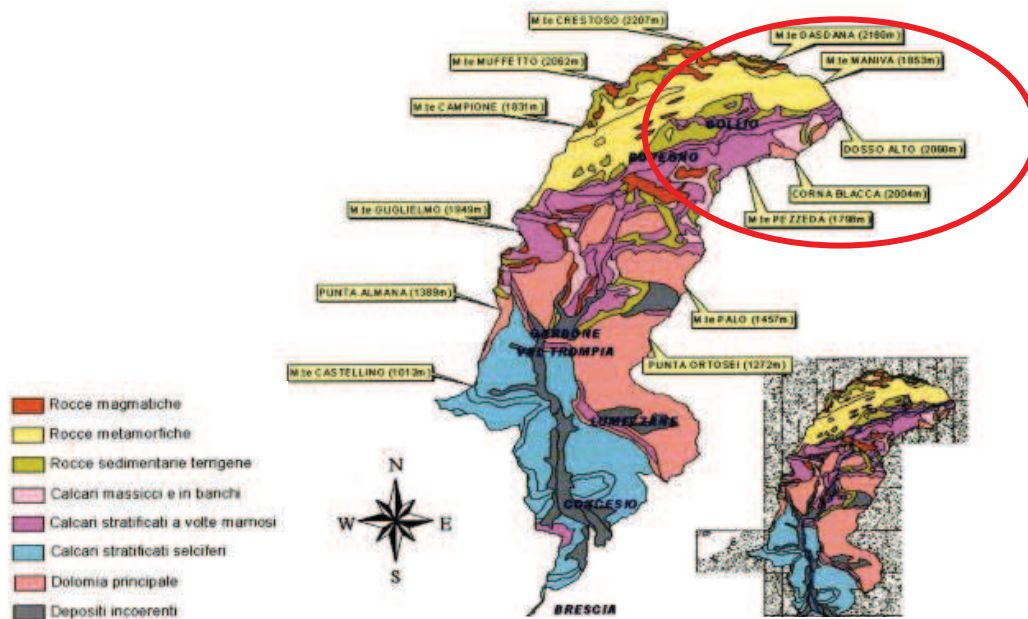 M.te CRESTOSO (2207m)
M.te DASDANA (2186m)
M.te MUFFETTO (2062m)
M.te MANIVA (1853m)
M.te CAMPIONE (1831m)
BOLLIO
DOSSO ALTO (2060m)
BOVEGNO
CORNA BLACCA (2004m)
M.te GUGLIELMO (1949m)
M.te PEZZEDA (1798m)
PUNTA ALMANA (1389m)
M.te PALO (1457m)
GARDONE
VAL TROMPIA
PUNTA ORTOSEI (1272m)
M.te CASTELLINO (1012m)
LUMEZZANE
CONCESIO
BRESCIA
Rocce magmatiche
Rocce metamorfiche
Rocce sedimentarie terrigene
Calcari massicci e in banchi
Calcari stratificati a volte marnosi
Calcari stratificati selciferi
Dolomia principale
Depositi incoerenti
N
W
E
S